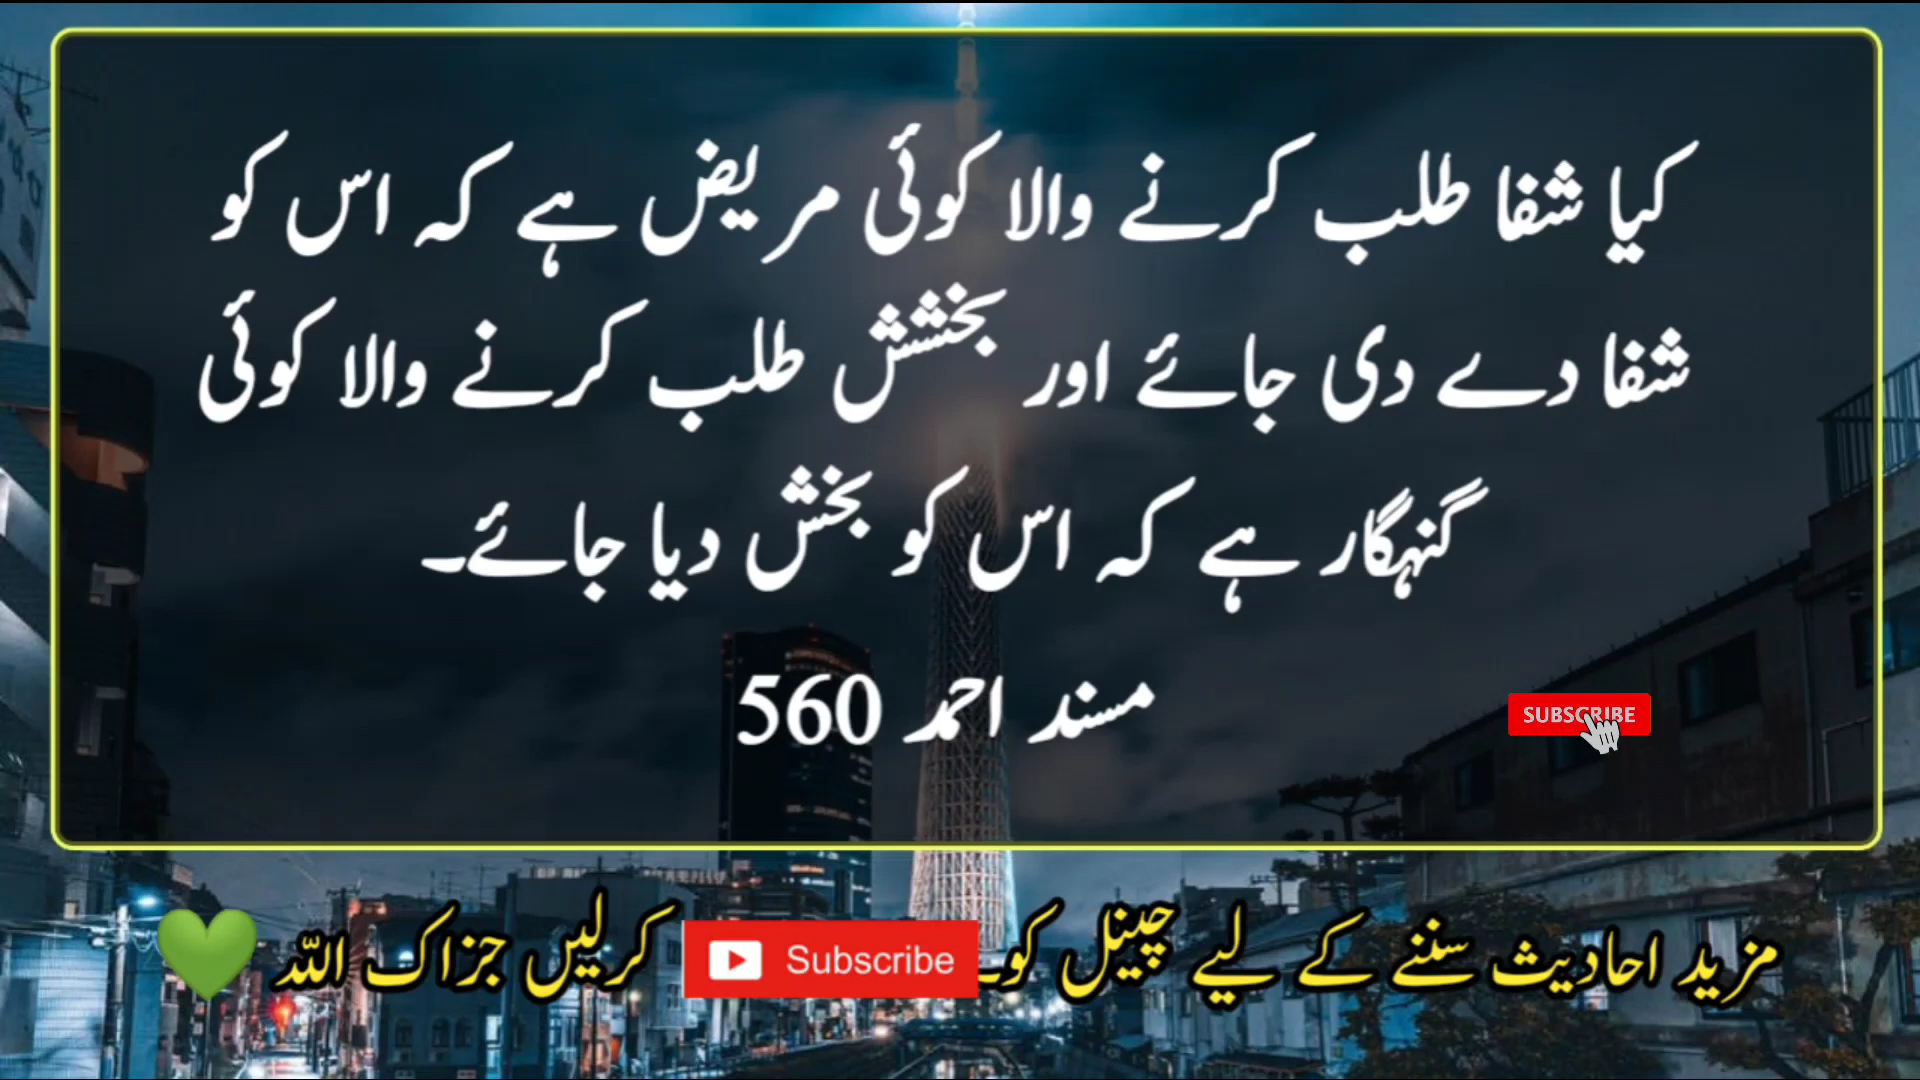 کیا شفا طلب کرنے والا کوئی مریض ہے کہ اس کو
شفا دے دی جائے اور بخشش طلب کرنے والا کوئی
گنہگار ہے کہ اس کو بخش دیا جائے۔
مسند احمد 560
SUBSCRIBE
مزید احادیث سننے کے لیے چینل کو Subscribe کرلیں جزاک اللہ